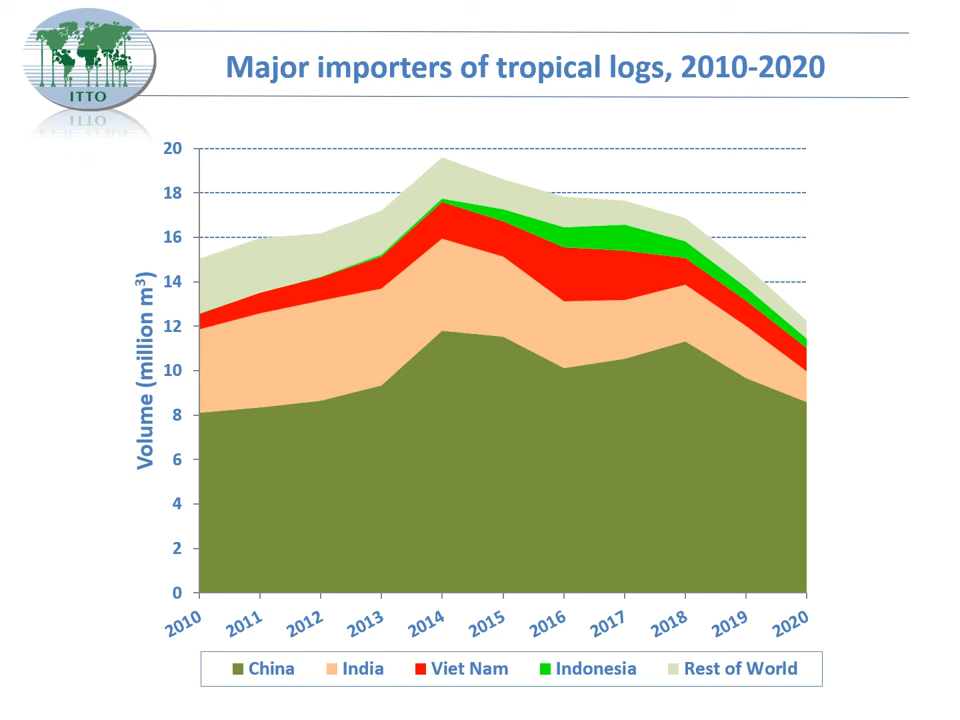 Major importers of tropical logs, 2010-2020
ITTO
20
18
16
14
12
10
8
6
4
2
0
Volume (million m³)
2010 2011 2012 2013 2014 2015 2016 2017 2018 2019 2020
China India Viet Nam Indonesia Rest of World